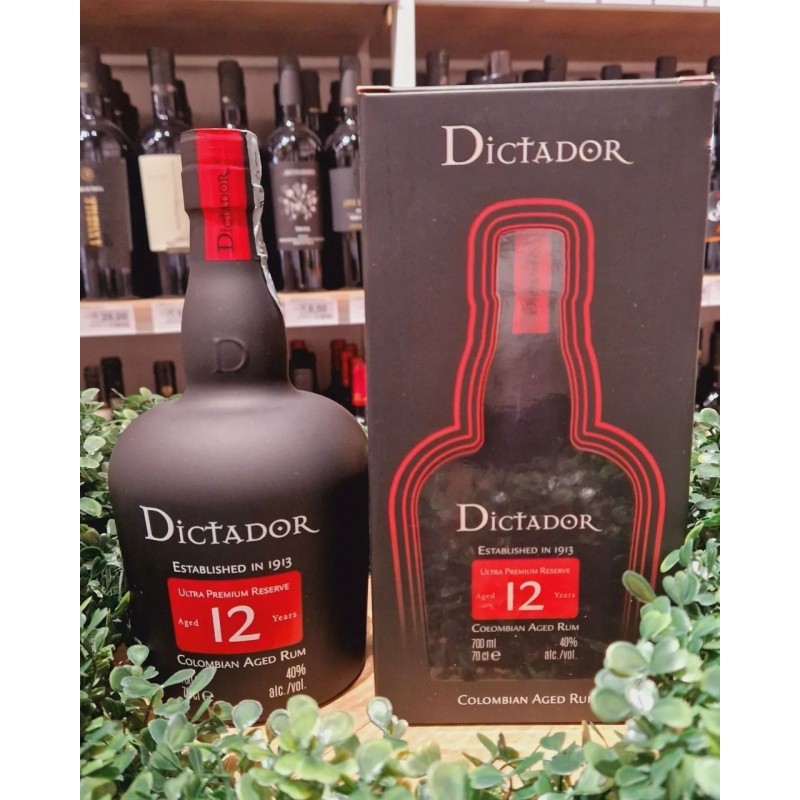 Dictador
D
Dictador
Established in 1913
Ultra Premium Reserve
Aged 12 Years
Colombian Aged Rum
40%
alc./vol.
Dictador
Dictador
Established in 1913
Ultra Premium Reserve
Aged 12 Years
Colombian Aged Rum
700 ml 40%
70 cl e alc./vol.
Colombian Aged